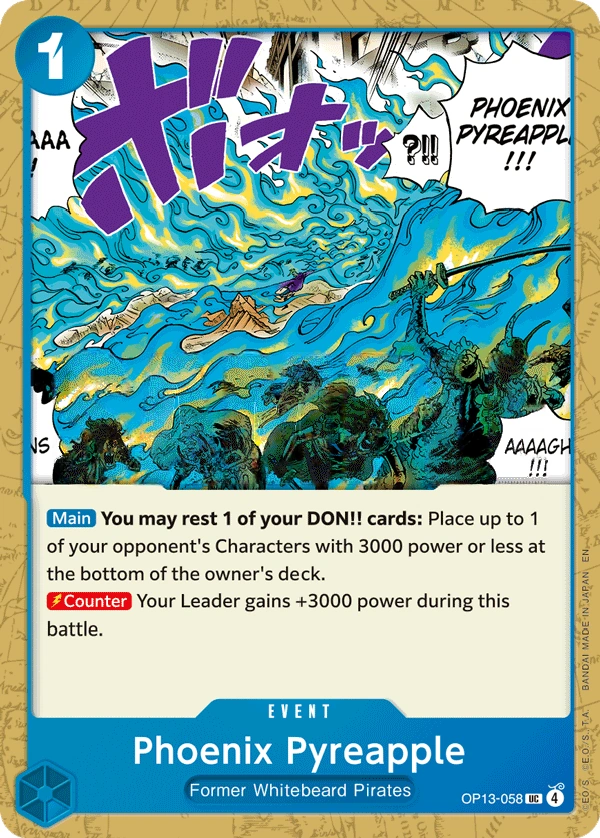 1
ボオッ
AAA
!
?!!
PHOENIX
PYREAPPL
!!!
NS
AAAAGH
!!!
Main You may rest 1 of your DON!! cards: Place up to 1
of your opponent's Characters with 3000 power or less at
the bottom of the owner's deck.
Counter Your Leader gains +3000 power during this
battle.
EVENT
Phoenix Pyreapple
Former Whitebeard Pirates
OP13-058 UC 4
BANDAI MADE IN JAPAN EN